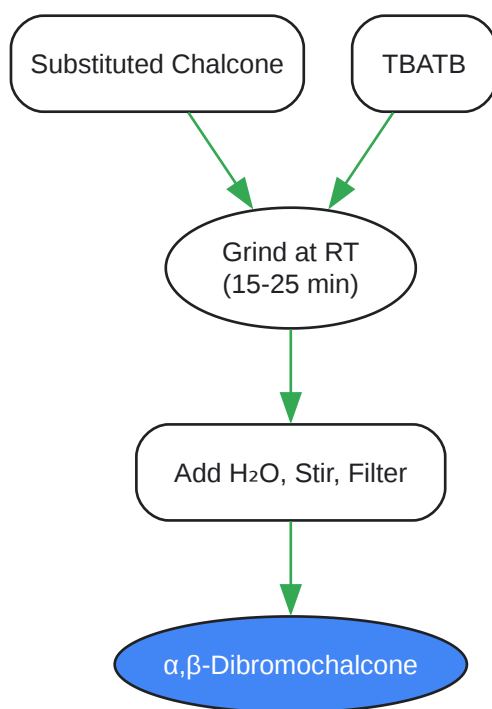 Substituted Chalcone
TBATB
Grind at RT
(15-25 min)
Add H₂O, Stir, Filter
α,β-Dibromochalcone